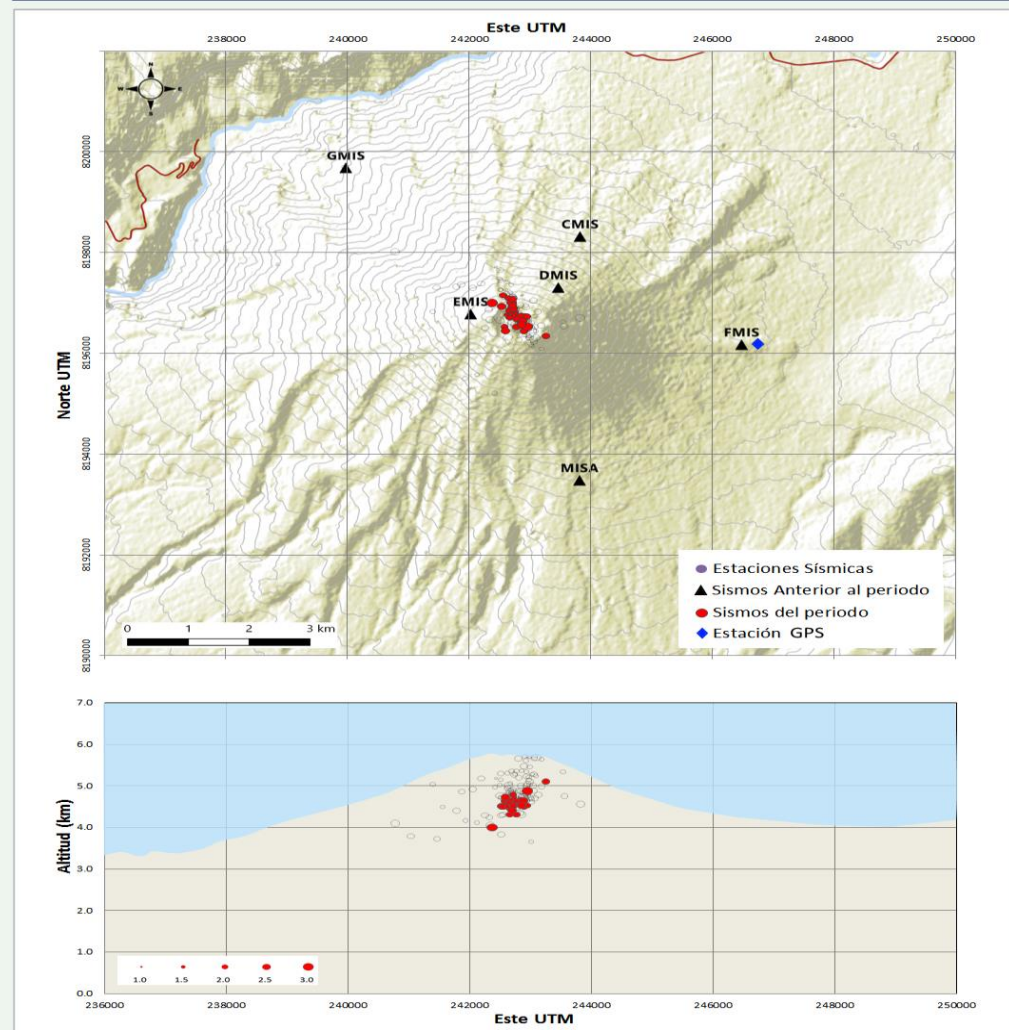 Este UTM
238000 240000 242000 244000 246000 248000 250000
N
W E
S
8200000
GMIS
CMIS
8198000
DMIS
EMIS
FMIS
8196000
Norte UTM
8194000
MISA
8192000
Estaciones Sísmicas
Sismos Anterior al periodo
Sismos del periodo
Estación GPS
0 1 2 3 km
8190000
7.0
6.0
5.0
4.0
3.0
2.0
1.0
0.0
Altitud (km)
1.0 1.5 2.0 2.5 3.0
236000 238000 240000 242000 244000 246000 248000 250000
Este UTM